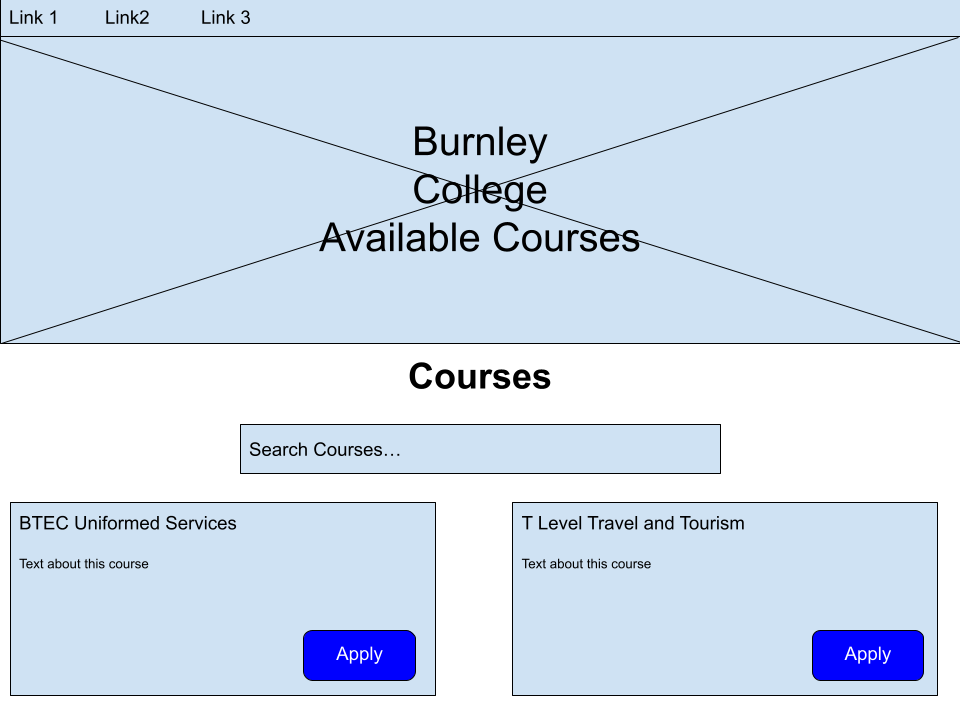 Link 1 Link2 Link 3
Burnley
College
Available Courses
Courses
Search Courses…
BTEC Uniformed Services
Text about this course
Apply
T Level Travel and Tourism
Text about this course
Apply